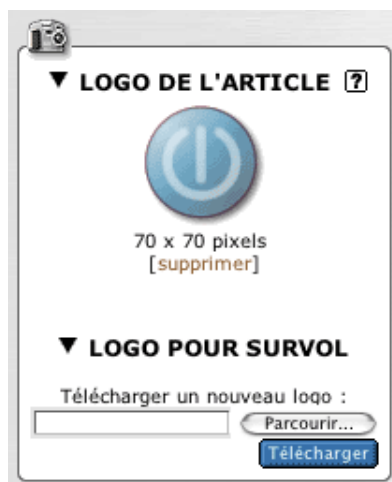 ▼ LOGO DE L'ARTICLE ?
70 x 70 pixels
[supprimer]
▼ LOGO POUR SURVOL
Télécharger un nouveau logo :
Parcourir...
Télécharger